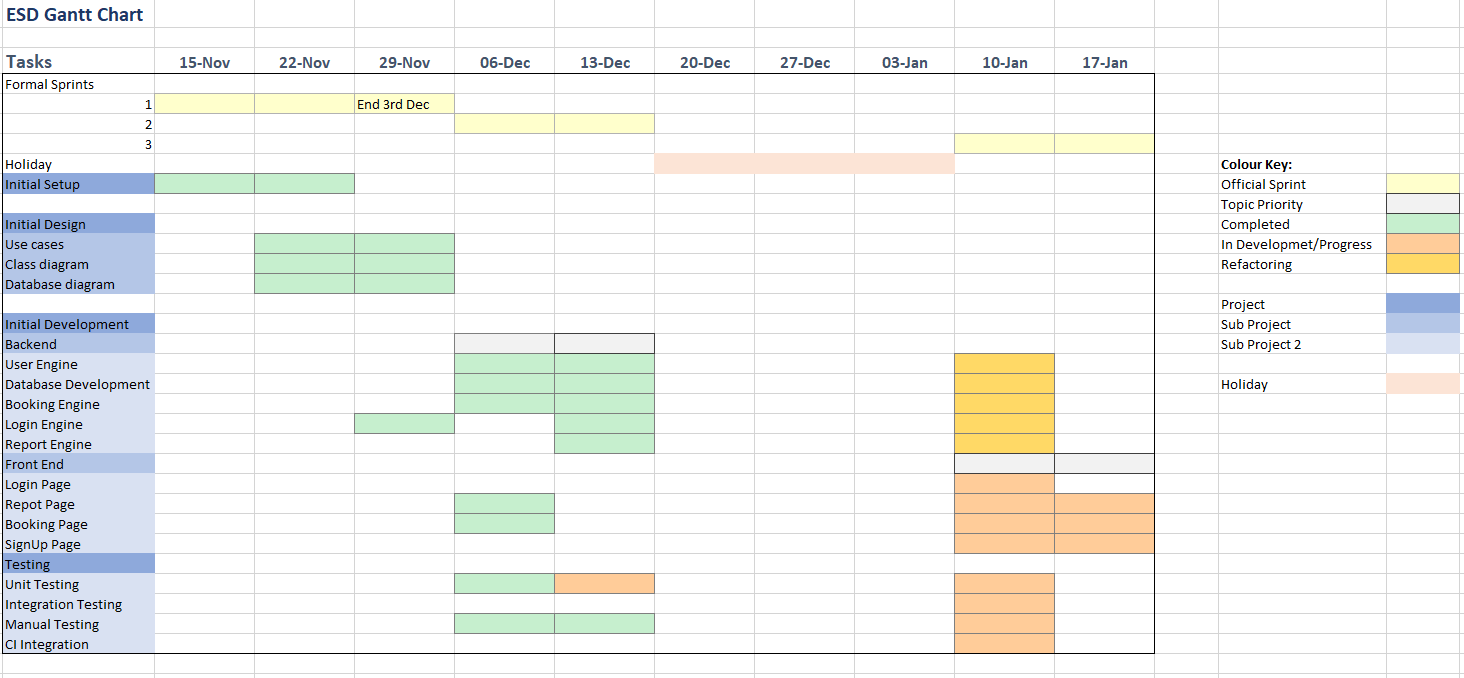 ESD Gantt Chart
Tasks 15-Nov 22-Nov 29-Nov 06-Dec 13-Dec 20-Dec 27-Dec 03-Jan 10-Jan 17-Jan
Formal Sprints
1 End 3rd Dec
2
3
Holiday Colour Key:
Initial Setup Official Sprint
Topic Priority
Initial Design Completed
Use cases In Developmet/Progress
Class diagram Refactoring
Database diagram
Project
Initial Development Sub Project
Backend Sub Project 2
User Engine
Database Development Holiday
Booking Engine
Login Engine
Report Engine
Front End
Login Page
Repot Page
Booking Page
SignUp Page
Testing
Unit Testing
Integration Testing
Manual Testing
CI Integration